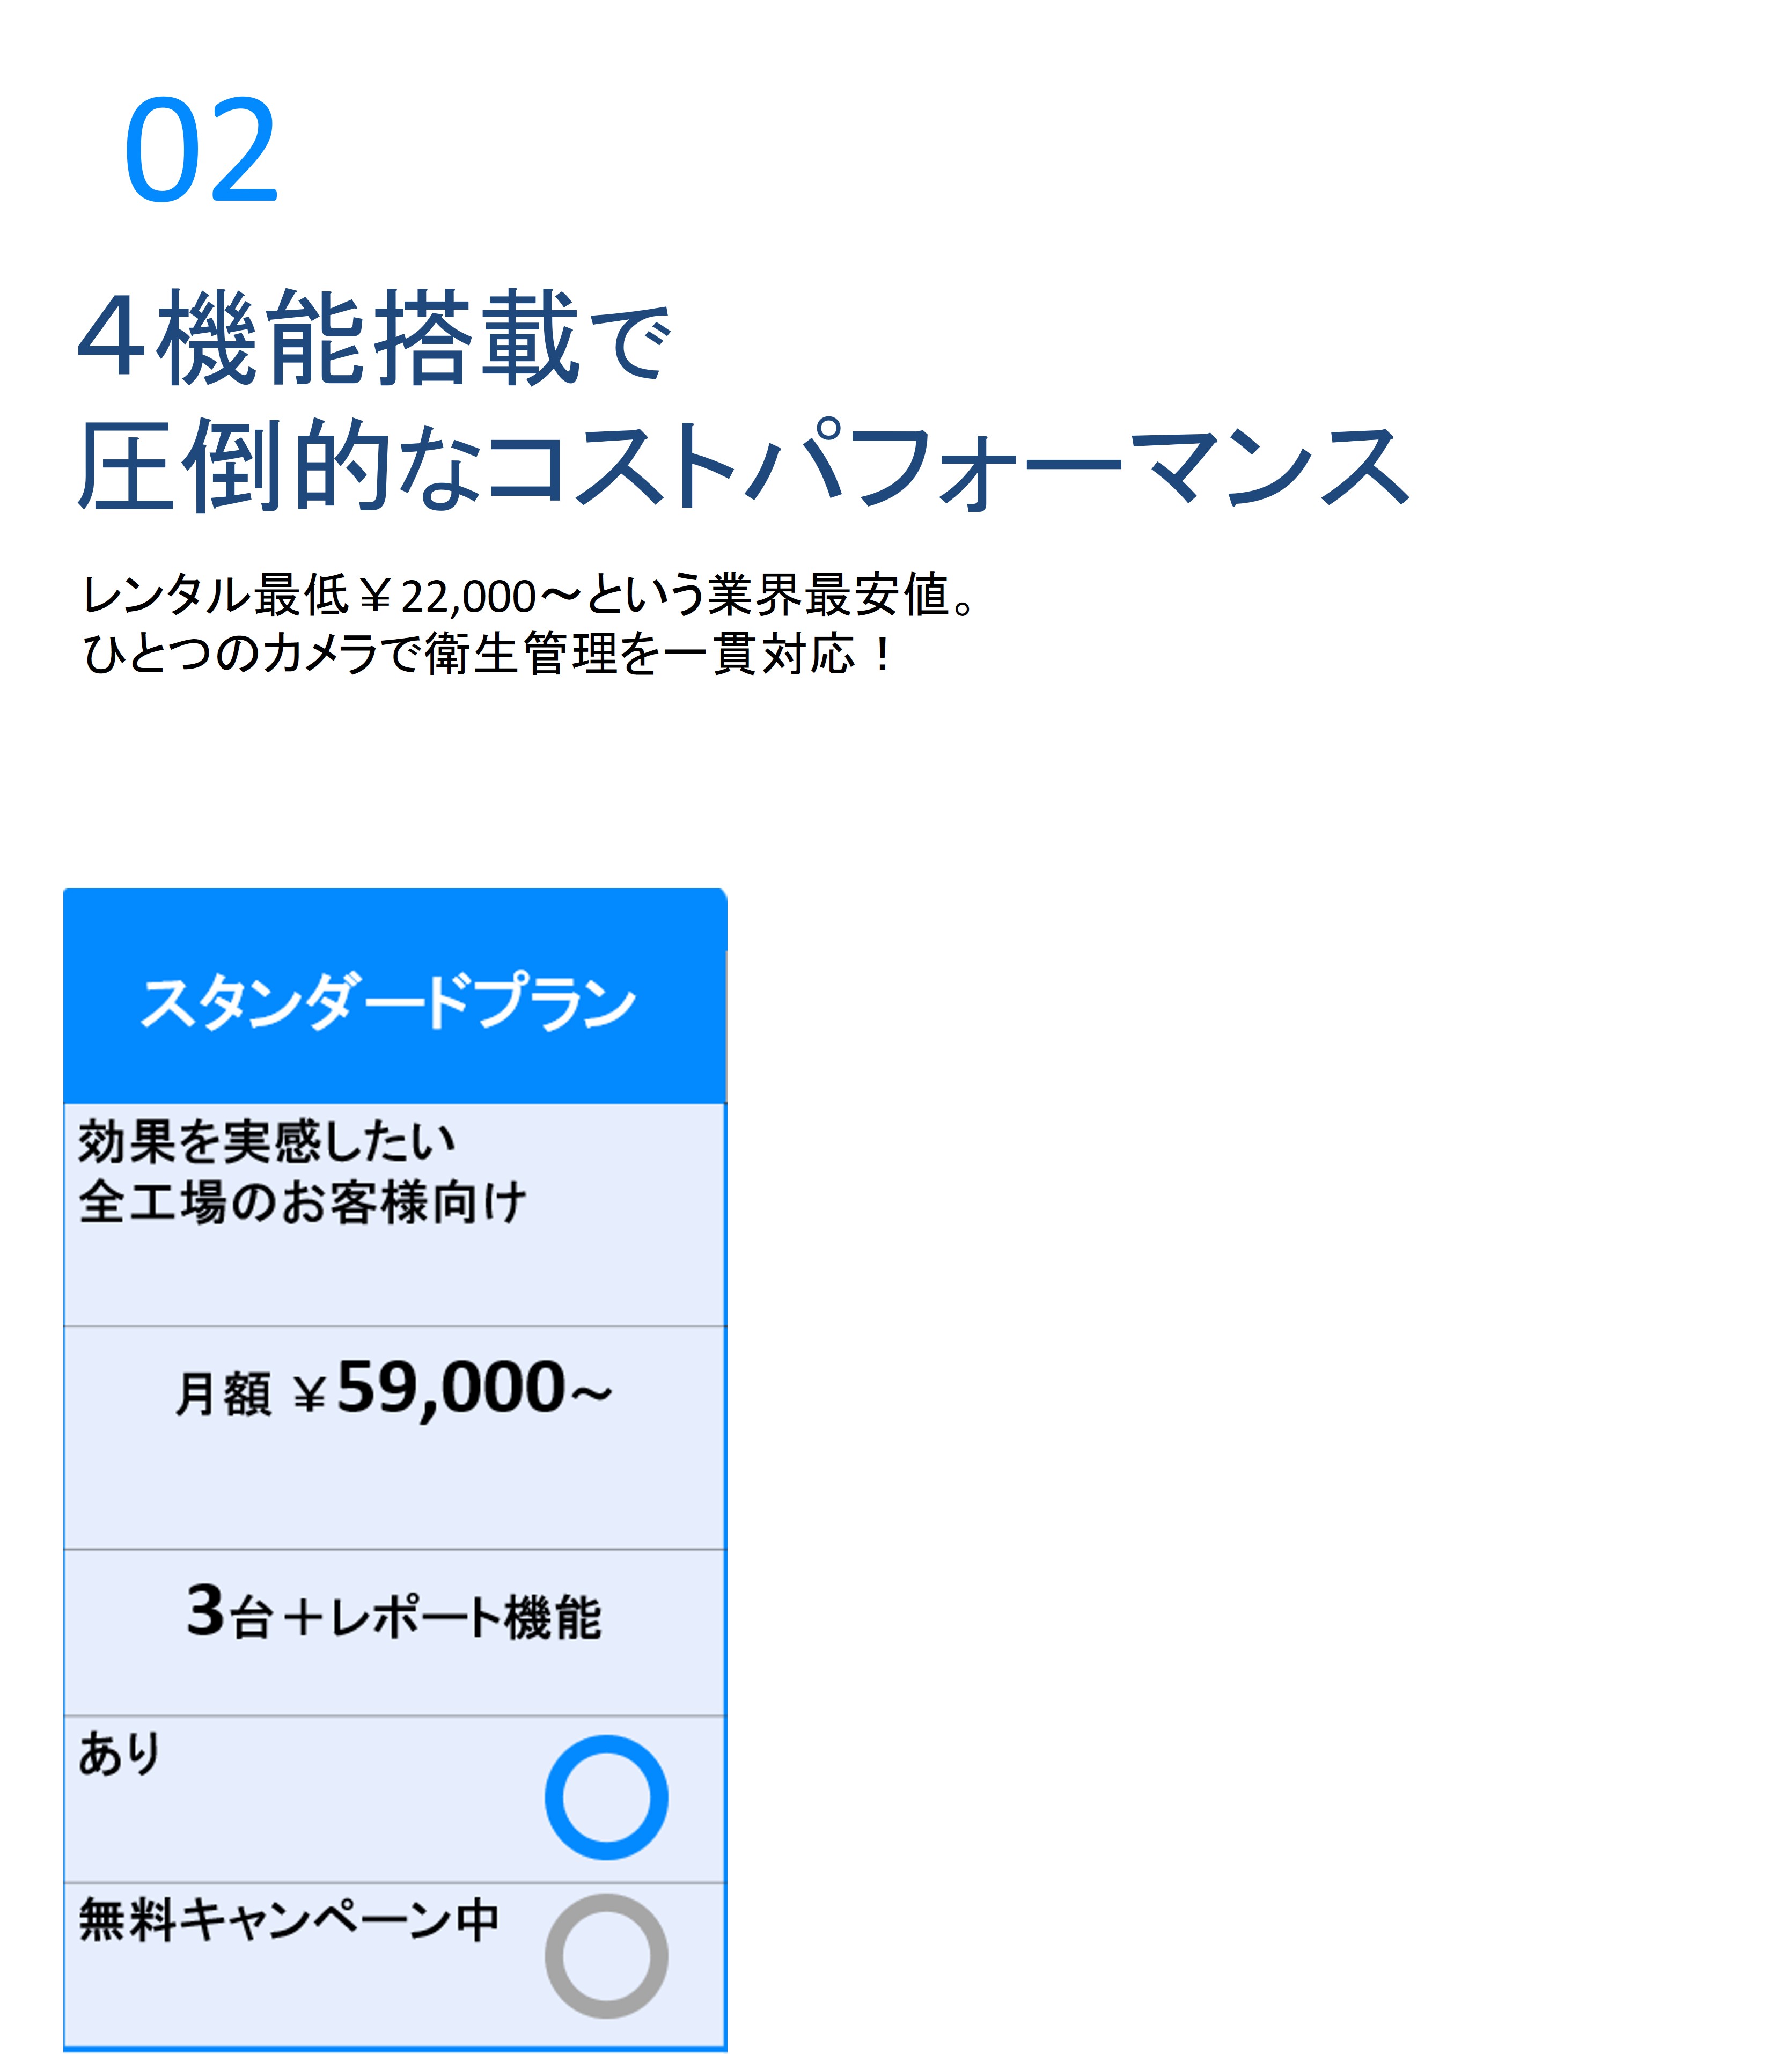 02
4機能搭載で
圧倒的なコストパフォーマンス
レンタル最低￥22,000～という業界最安値。
ひとつのカメラで衛生管理を一貫対応！
スタンダードプラン
効果を実感したい
全工場のお客様向け
月額 ￥59,000～
3台＋レポート機能
あり
無料キャンペーン中